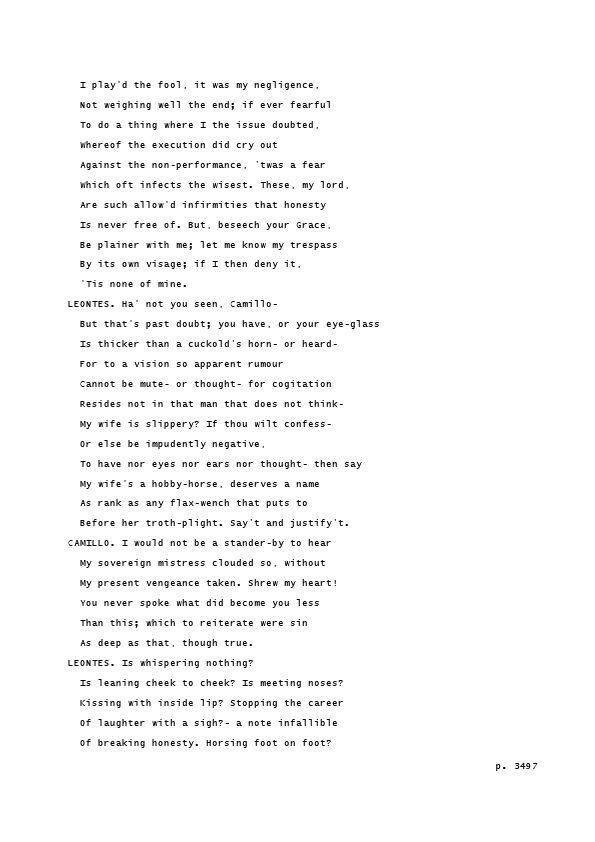 I play'd the fool, it was my negligence,
Not weighing well the end; if ever fearful
To do a thing where I the issue doubted,
Whereof the execution did cry out
Against the non-performance, 'twas a fear
Which oft infects the wisest. These, my lord,
Are such allow'd infirmities that honesty
Is never free of. But, beseech your Grace,
Be plainer with me; let me know my trespass
By its own visage; if I then deny it,
'Tis none of mine.
LEONTES. Ha' not you seen, Camillo-
But that's past doubt; you have, or your eye-glass
Is thicker than a cuckold's horn- or heard-
For to a vision so apparent rumour
Cannot be mute- or thought- for cogitation
Resides not in that man that does not think-
My wife is slippery? If thou wilt confess-
Or else be impudently negative,
To have nor eyes nor ears nor thought- then say
My wife's a hobby-horse, deserves a name
As rank as any flax-wench that puts to
Before her troth-plight. Say't and justify't.
CAMILLO. I would not be a stander-by to hear
My sovereign mistress clouded so, without
My present vengeance taken. Shrew my heart!
You never spoke what did become you less
Than this; which to reiterate were sin
As deep as that, though true.
LEONTES. Is whispering nothing?
Is leaning cheek to cheek? Is meeting noses?
Kissing with inside lip? Stopping the career
Of laughter with a sigh?- a note infallible
Of breaking honesty. Horsing foot on foot?
p. 3497